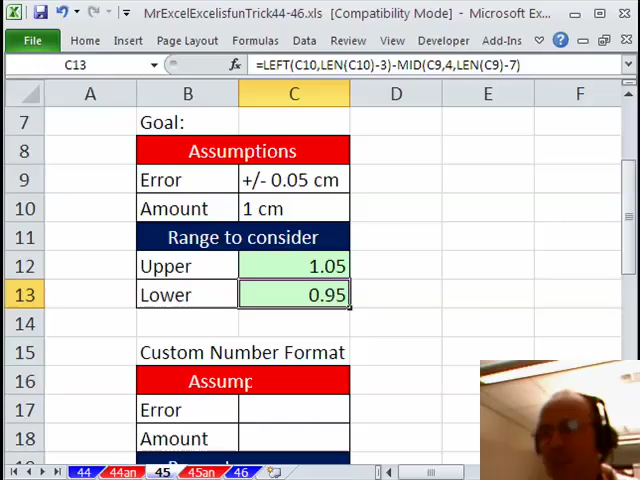 MrExcelExcelisfunTrick44-46.xls [Compatibility Mode] - Microsoft Ex...
File Home Insert Page Layout Formulas Data Review View Developer Add-Ins
C13 fx =LEFT(C10,LEN(C10)-3)-MID(C9,4,LEN(C9)-7)
A B C D E F
7 Goal:
8 Assumptions
9 Error +/- 0.05 cm
10 Amount 1 cm
11 Range to consider
12 Upper 1.05
13 Lower 0.95
14
15 Custom Number Format
16 Assump
17 Error
18 Amount
44 44an 45 45an 46